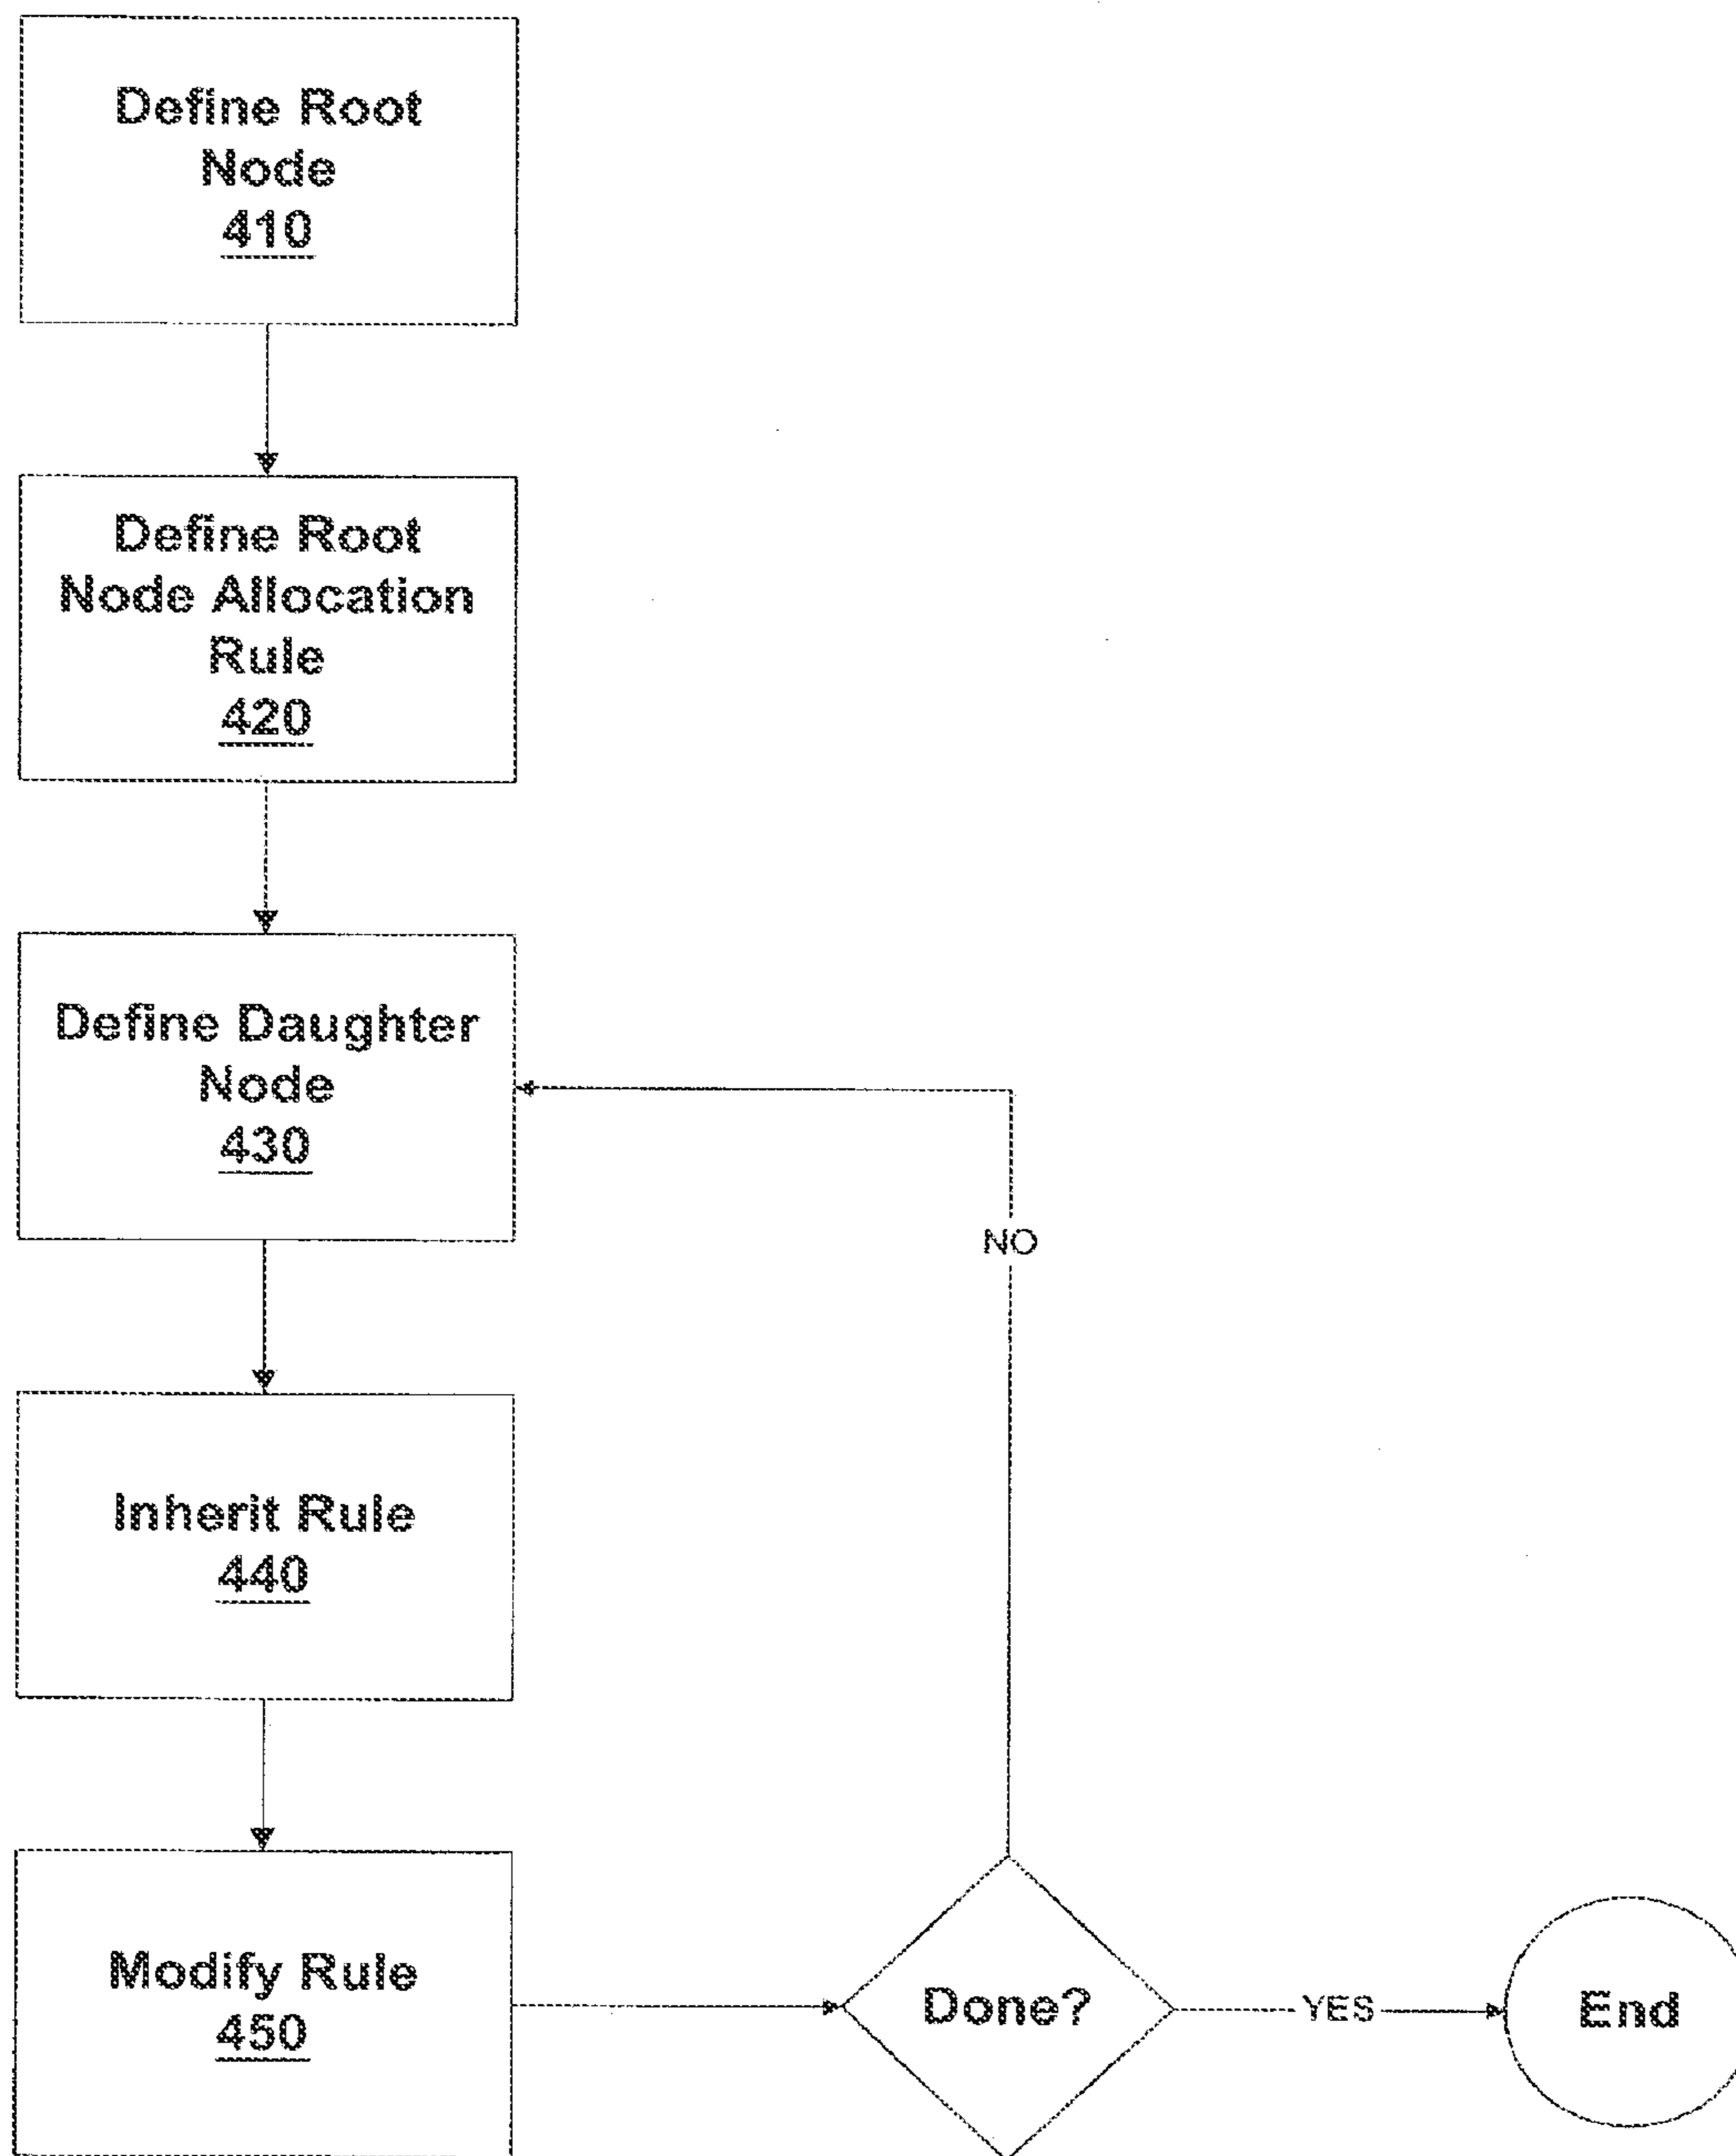 Define Root
Node
410
Define Root
Node Allocation
Rule
420
Define Daughter
Node
430
NO
Inherit Rule
440
Modify Rule
450
Done?
YES
End